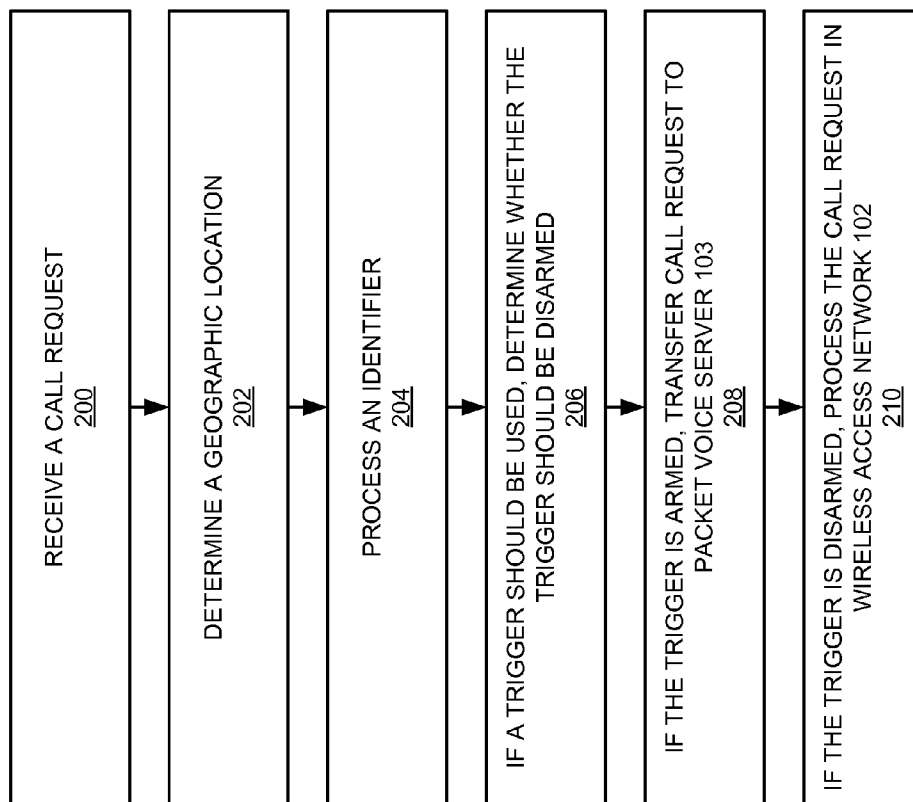 RECEIVE A CALL REQUEST
200
DETERMINE A GEOGRAPHIC LOCATION
202
PROCESS AN IDENTIFIER
204
IF A TRIGGER SHOULD BE USED, DETERMINE WHETHER THE
TRIGGER SHOULD BE DISARMED
206
IF THE TRIGGER IS ARMED, TRANSFER CALL REQUEST TO
PACKET VOICE SERVER 103
208
IF THE TRIGGER IS DISARMED, PROCESS THE CALL REQUEST IN
WIRELESS ACCESS NETWORK 102
210